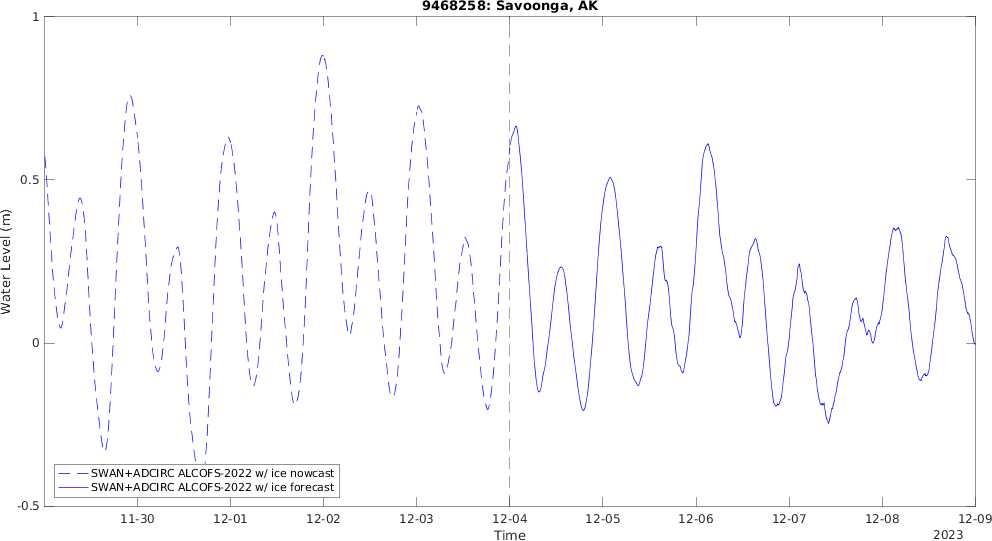 9468258: Savoonga, AK
1
0.5
0
-0.5
Water Level (m)
SWAN+ADCIRC ALCOFS-2022 w/ ice nowcast
SWAN+ADCIRC ALCOFS-2022 w/ ice forecast
11-30 12-01 12-02 12-03 12-04 12-05 12-06 12-07 12-08 12-09
Time
2023